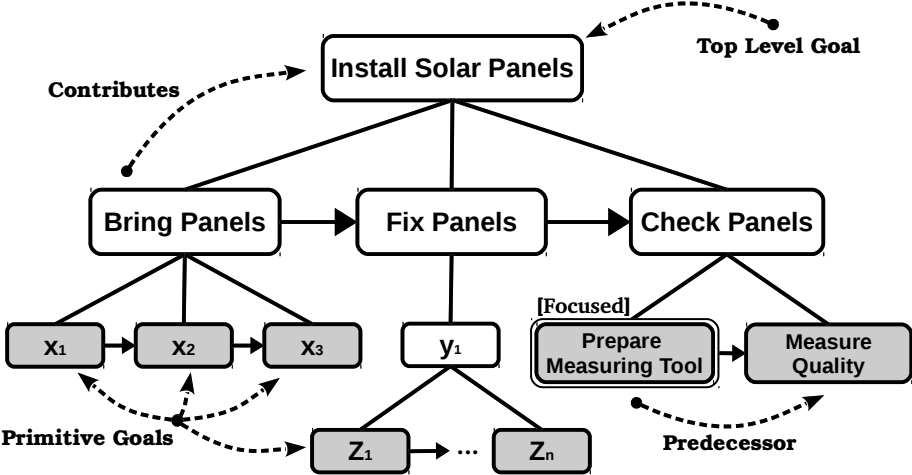 Top Level Goal
Install Solar Panels
Contributes
Bring Panels
Fix Panels
Check Panels
[Focused]
x1
x2
x3
y1
Prepare
Measuring Tool
Measure
Quality
Primitive Goals
Predecessor
Z1
...
Zn